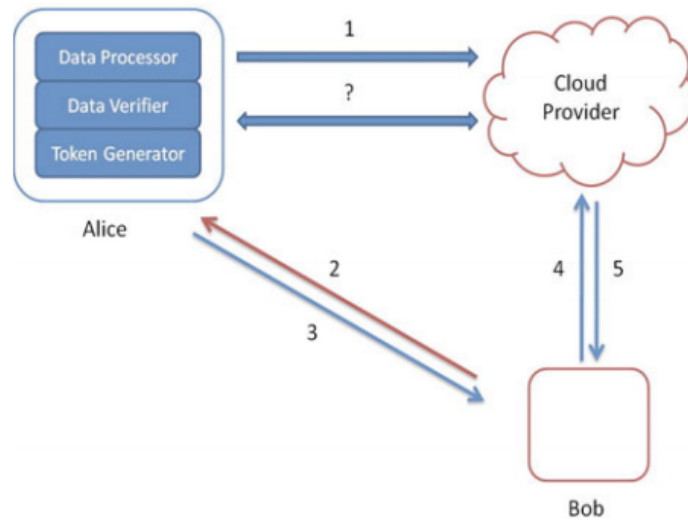 1
Data Processor
Data Verifier
Token Generator
?
Cloud
Provider
Alice
2
3
4
5
Bob